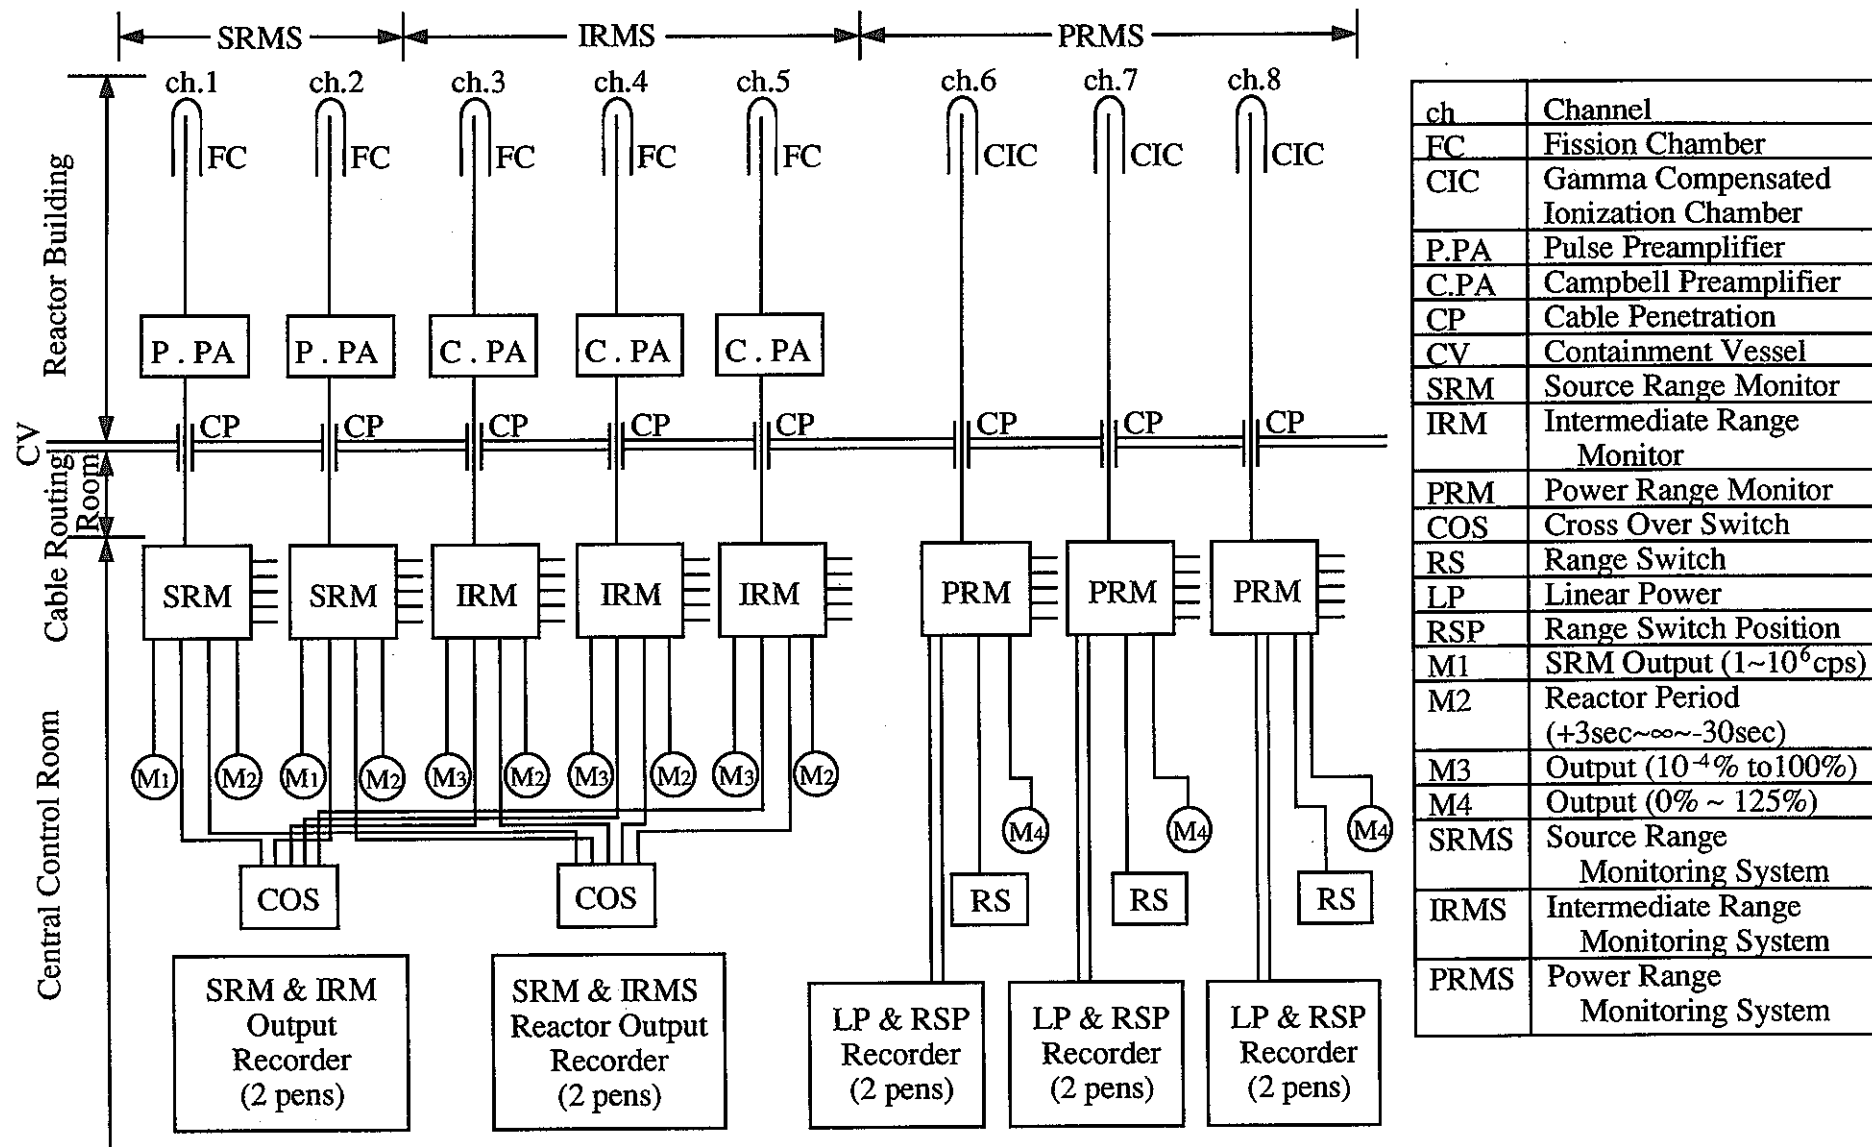 SRMS IRMS PRMS
ch.1 ch.2 ch.3 ch.4 ch.5 ch.6 ch.7 ch.8
FC FC FC FC FC CIC CIC CIC
P.PA P.PA C.PA C.PA C.PA
CP CP CP CP CP CP CP CP
SRM SRM IRM IRM IRM PRM PRM PRM
M1 M2 M1 M2 M3 M2 M3 M2 M3 M2
M4 M4 M4
COS COS RS RS RS
SRM & IRM
Output
Recorder
(2 pens)
SRM & IRMS
Reactor Output
Recorder
(2 pens)
LP & RSP
Recorder
(2 pens)
LP & RSP
Recorder
(2 pens)
LP & RSP
Recorder
(2 pens)
Reactor Building
CV
Cable Routing
Room
Central Control Room
ch Channel
FC Fission Chamber
CIC Gamma Compensated
Ionization Chamber
P.PA Pulse Preamplifier
C.PA Campbell Preamplifier
CP Cable Penetration
CV Containment Vessel
SRM Source Range Monitor
IRM Intermediate Range
Monitor
PRM Power Range Monitor
COS Cross Over Switch
RS Range Switch
LP Linear Power
RSP Range Switch Position
M1 SRM Output (1~10⁶cps)
M2 Reactor Period
(+3sec~∞~-30sec)
M3 Output (10⁻⁴% to100%)
M4 Output (0% ~ 125%)
SRMS Source Range
Monitoring System
IRMS Intermediate Range
Monitoring System
PRMS Power Range
Monitoring System